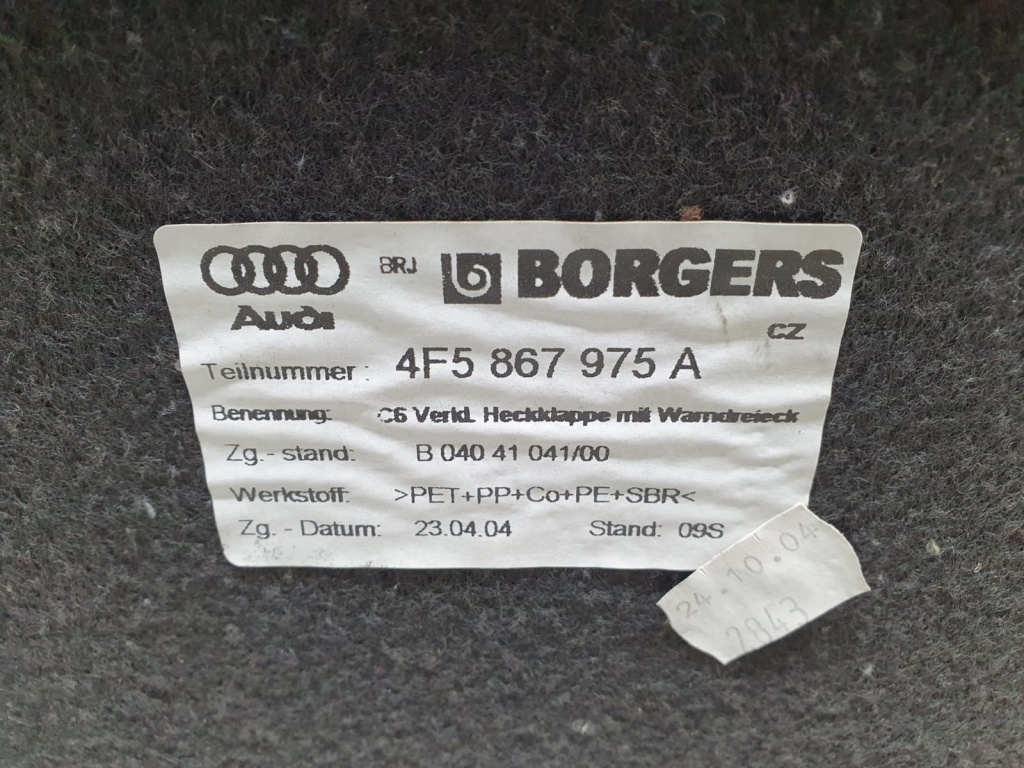 BRJ BORGERS
Audi
CZ
Teilnummer: 4F5 867 975 A
Benennung: C6 Verkl. Heckklappe mit Warndreieck
Zg.- stand: B 040 41 041/00
Werkstoff: >PET+PP+Co+PE+SBR<
Zg. - Datum: 23.04.04 Stand: 09S
24.10.04
2843